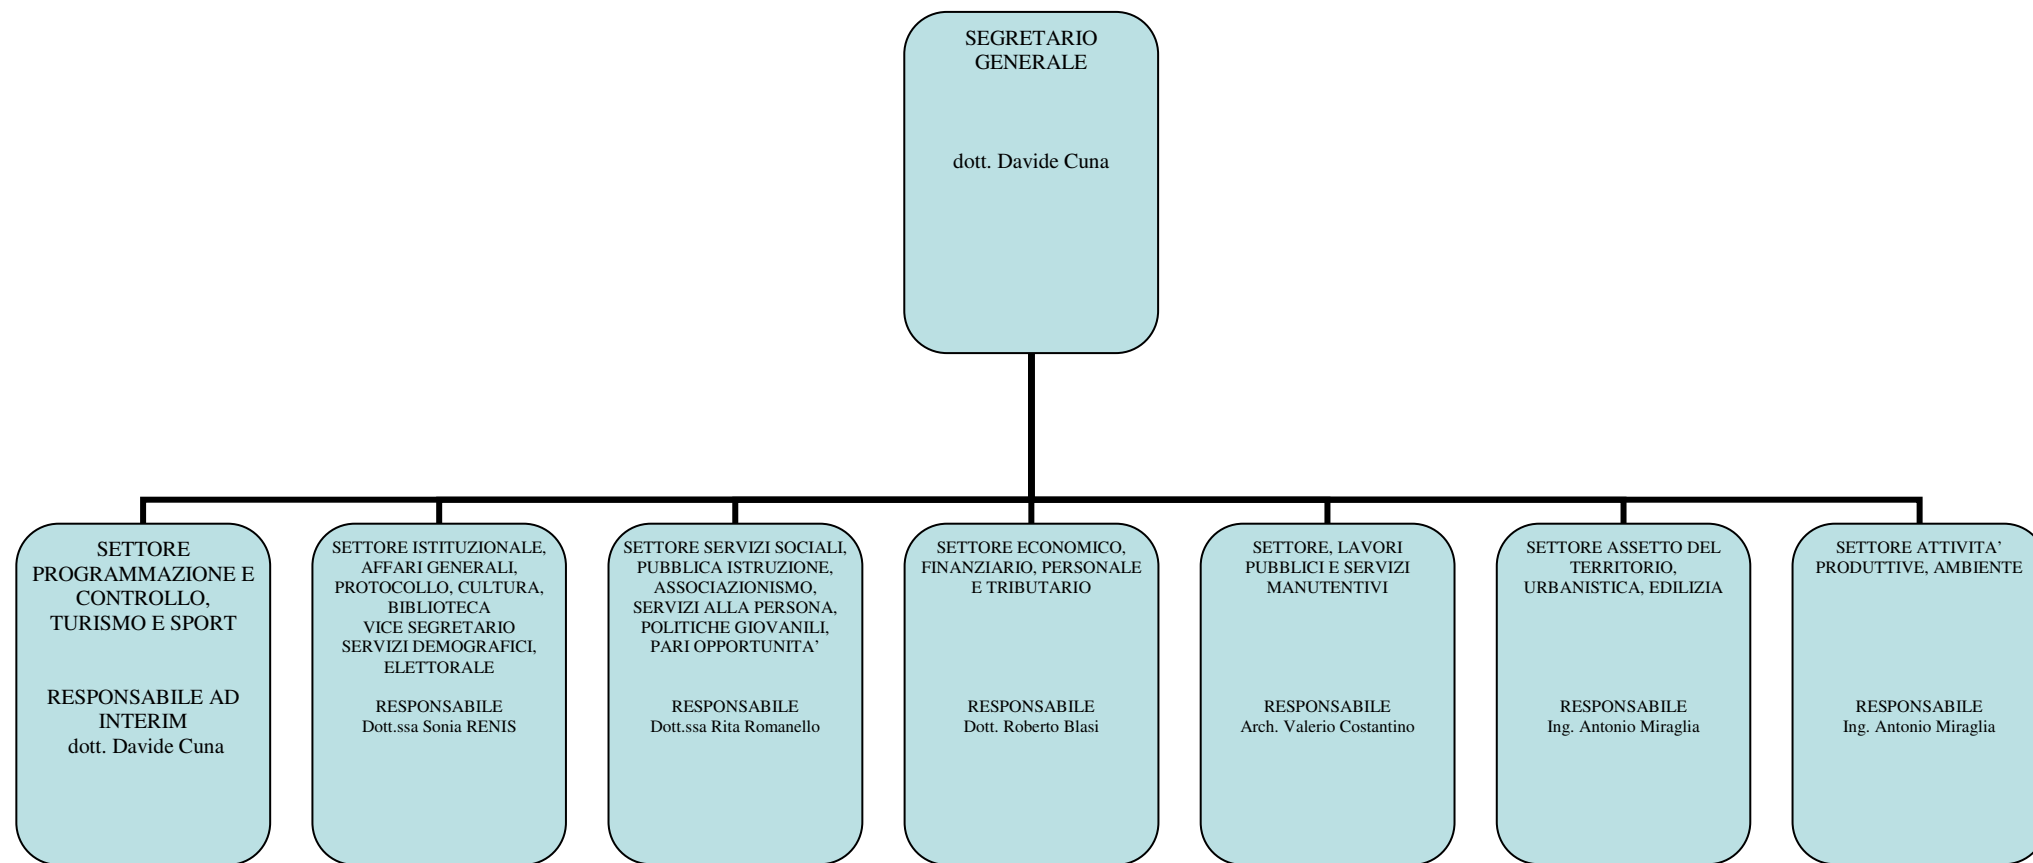 SEGRETARIO
GENERALE
dott. Davide Cuna
SETTORE
PROGRAMMAZIONE E
CONTROLLO,
TURISMO E SPORT
RESPONSABILE AD
INTERIM
dott. Davide Cuna
SETTORE ISTITUZIONALE,
AFFARI GENERALI,
PROTOCOLLO, CULTURA,
BIBLIOTECA
VICE SEGRETARIO
SERVIZI DEMOGRAFICI,
ELETTORALE
RESPONSABILE
Dott.ssa Sonia RENIS
SETTORE SERVIZI SOCIALI,
PUBBLICA ISTRUZIONE,
ASSOCIAZIONISMO,
SERVIZI ALLA PERSONA,
POLITICHE GIOVANILI,
PARI OPPORTUNITA’
RESPONSABILE
Dott.ssa Rita Romanello
SETTORE ECONOMICO,
FINANZIARIO, PERSONALE
E TRIBUTARIO
RESPONSABILE
Dott. Roberto Blasi
SETTORE, LAVORI
PUBBLICI E SERVIZI
MANUTENTIVI
RESPONSABILE
Arch. Valerio Costantino
SETTORE ASSETTO DEL
TERRITORIO,
URBANISTICA, EDILIZIA
RESPONSABILE
Ing. Antonio Miraglia
SETTORE ATTIVITA’
PRODUTTIVE, AMBIENTE
RESPONSABILE
Ing. Antonio Miraglia